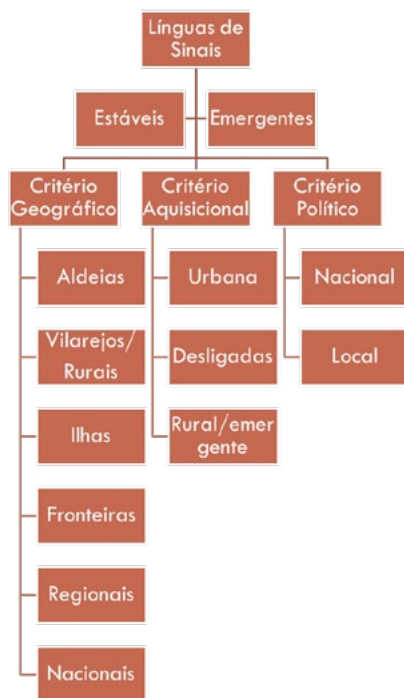 Línguas de
Sinais
Estáveis
Emergentes
Critério
Geográfico
Aldeias
Vilarejos/
Rurais
Ilhas
Fronteiras
Regionais
Nacionais
Critério
Aquisicional
Urbana
Desligadas
Rural/emer
gente
Critério
Político
Nacional
Local